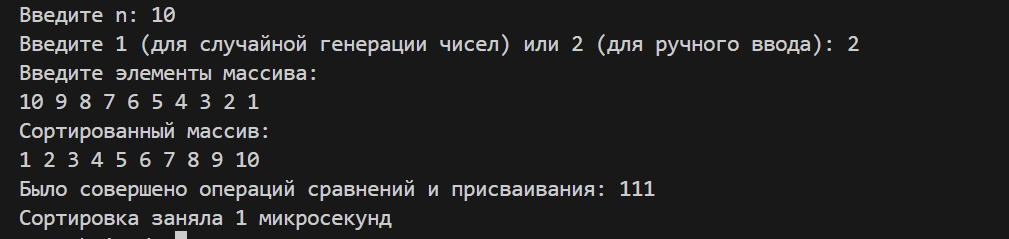 Введите n: 10
Введите 1 (для случайной генерации чисел) или 2 (для ручного ввода): 2
Введите элементы массива:
10 9 8 7 6 5 4 3 2 1
Сортированный массив:
1 2 3 4 5 6 7 8 9 10
Было совершено операций сравнений и присваивания: 111
Сортировка заняла 1 микросекунд